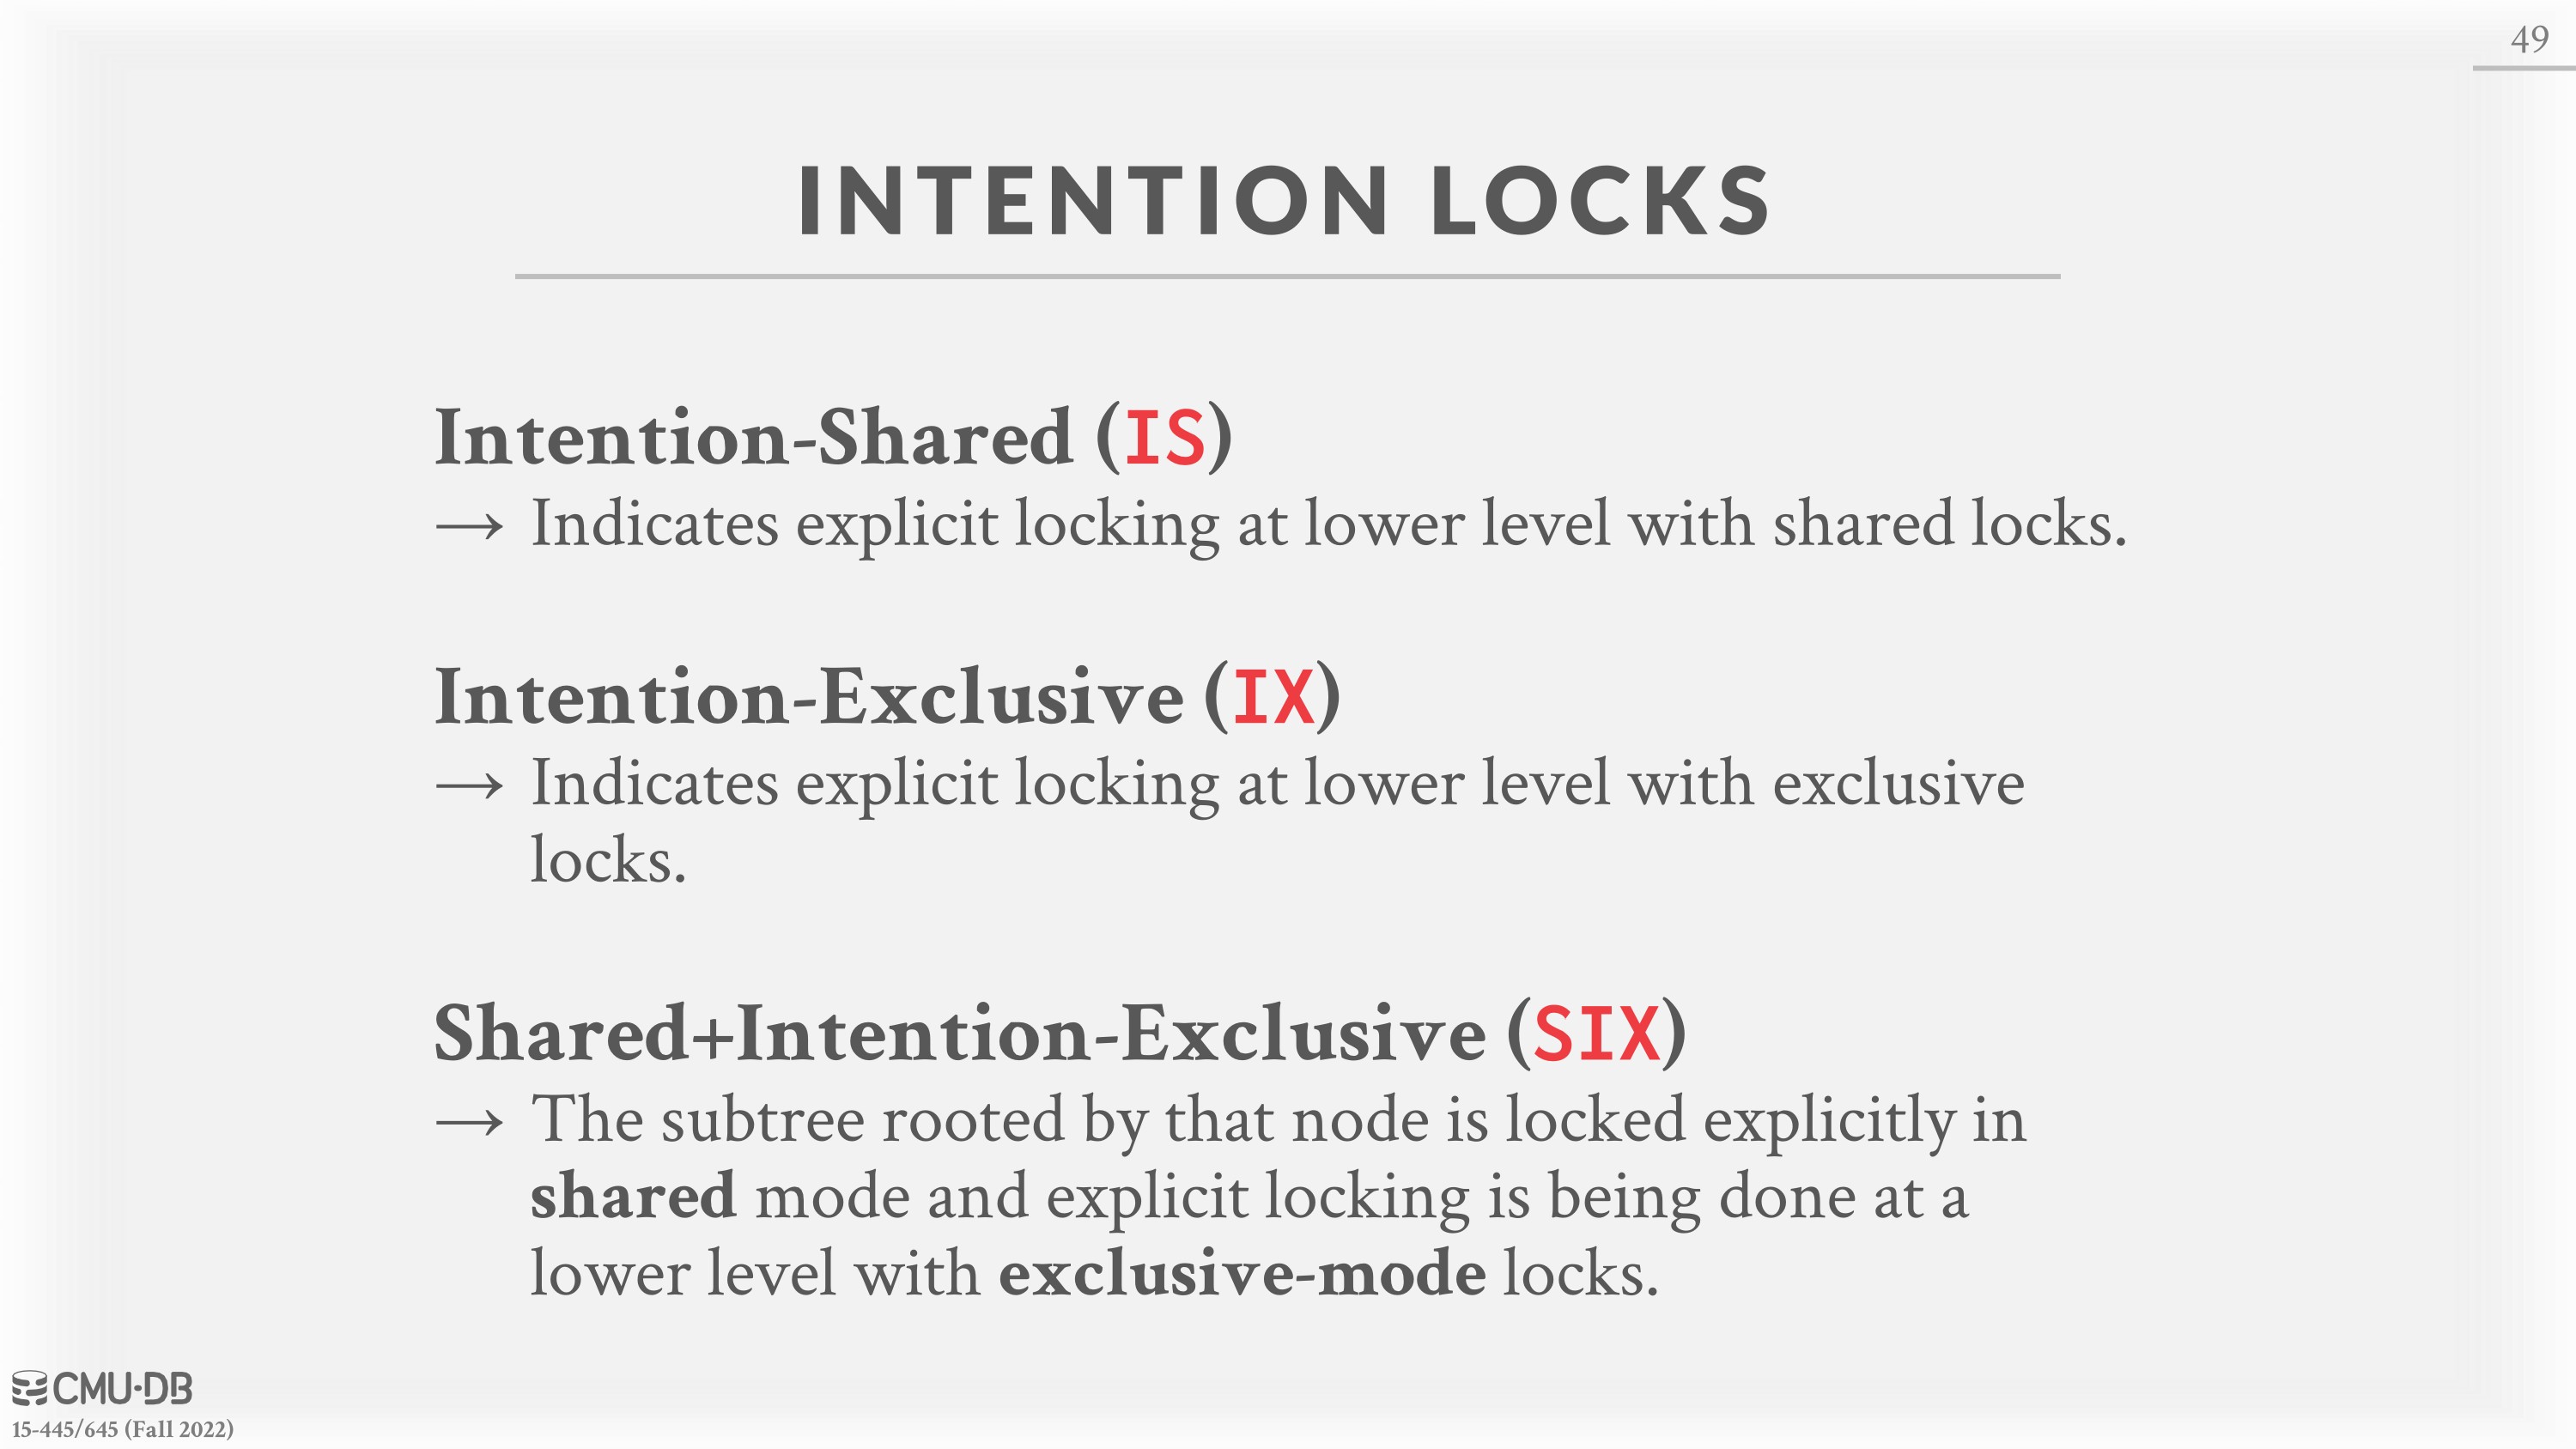 49
INTENTION LOCKS
Intention-Shared (IS)
→ Indicates explicit locking at lower level with shared locks.
Intention-Exclusive (IX)
→ Indicates explicit locking at lower level with exclusive
locks.
Shared+Intention-Exclusive (SIX)
→ The subtree rooted by that node is locked explicitly in
shared mode and explicit locking is being done at a
lower level with exclusive-mode locks.
CMU·DB
15-445/645 (Fall 2022)